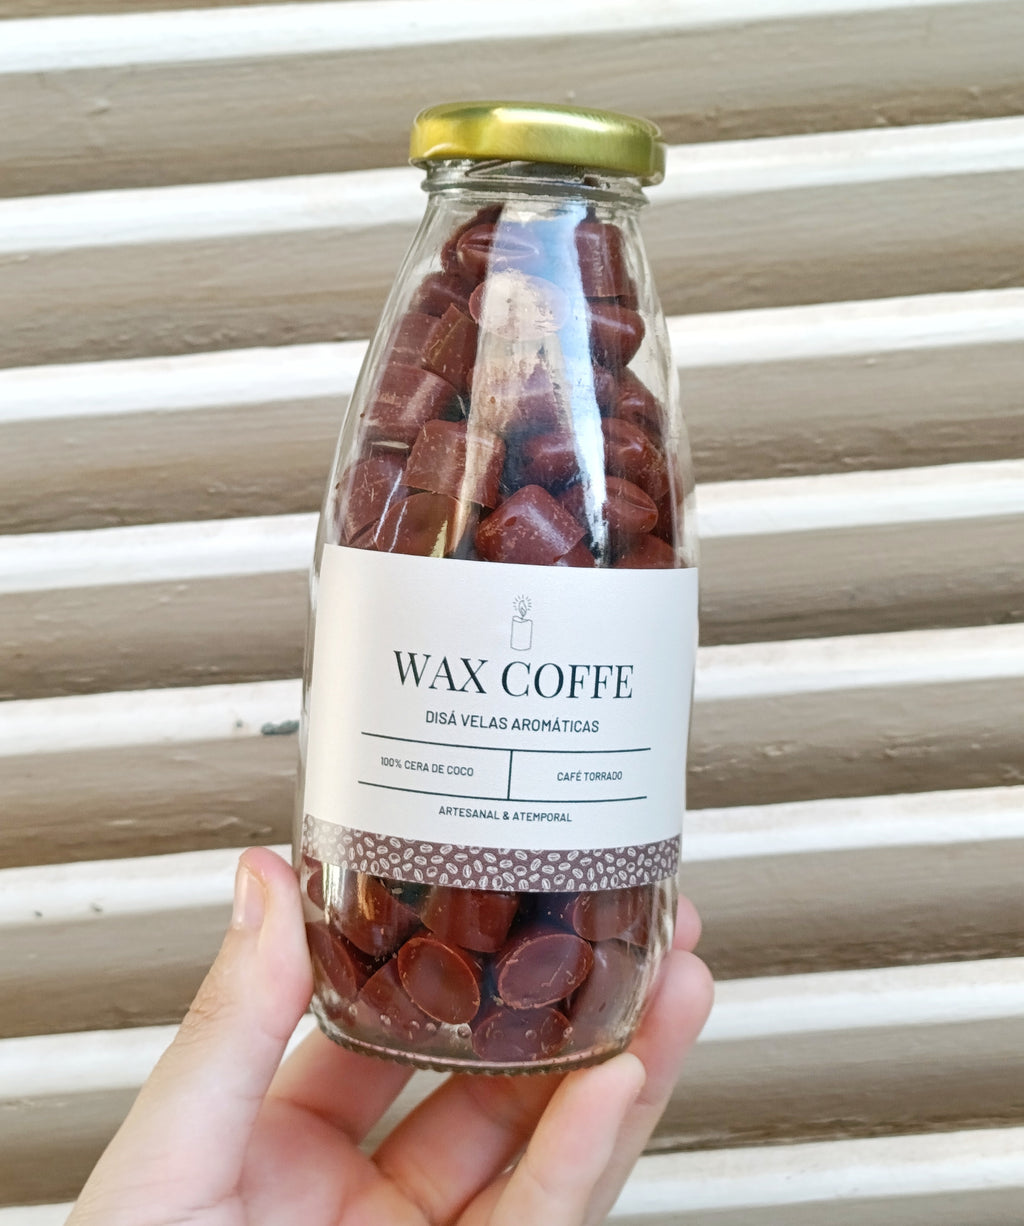 WAX COFFE
DISÁ VELAS AROMÁTICAS
100% CERA DE COCO
CAFÉ TORRADO
ARTESANAL & ATEMPORAL